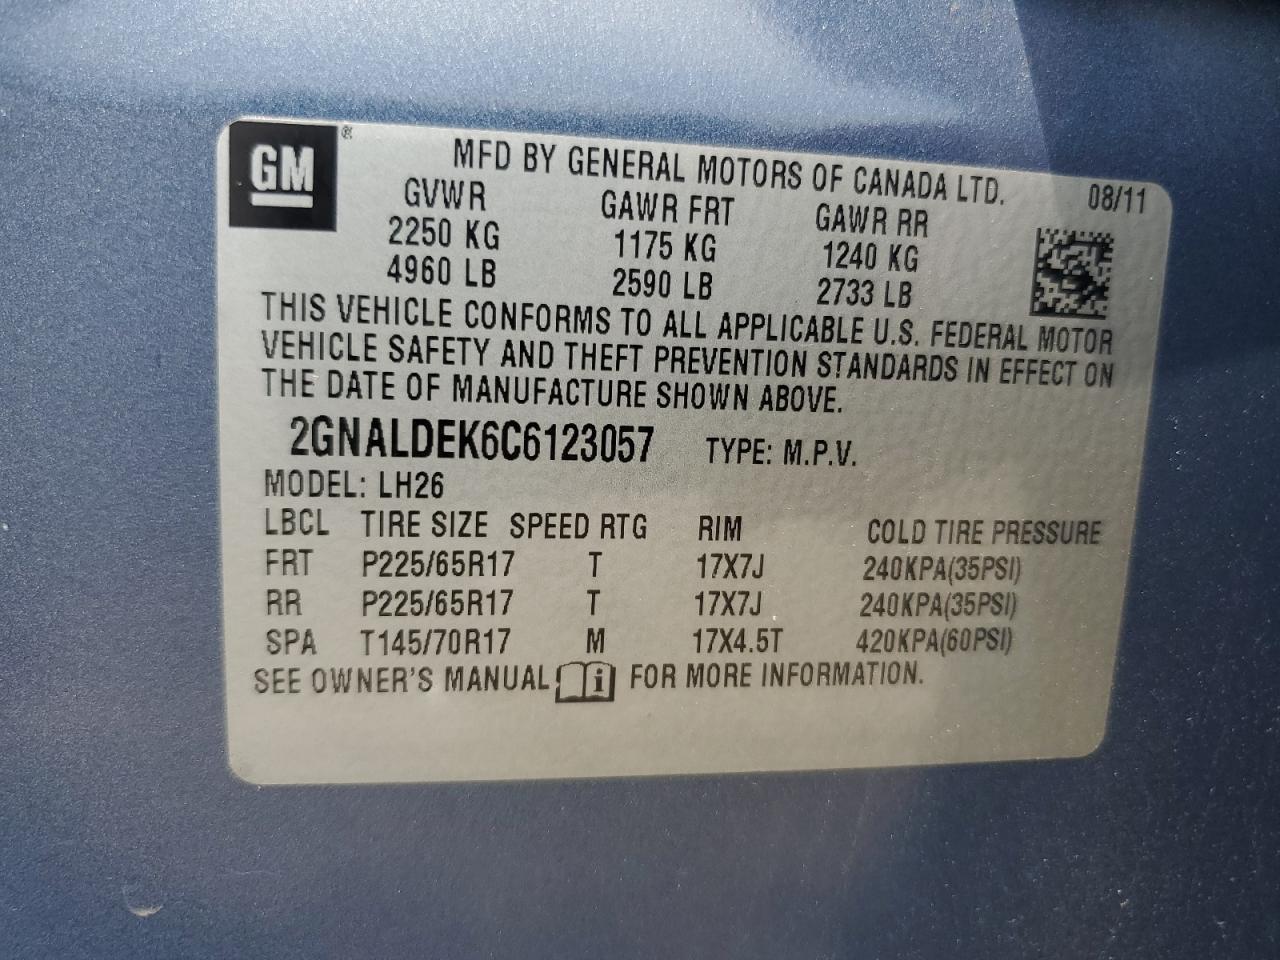 GM ®
MFD BY GENERAL MOTORS OF CANADA LTD. 08/11
GVWR GAWR FRT GAWR RR
2250 KG 1175 KG 1240 KG
4960 LB 2590 LB 2733 LB
THIS VEHICLE CONFORMS TO ALL APPLICABLE U.S. FEDERAL MOTOR
VEHICLE SAFETY AND THEFT PREVENTION STANDARDS IN EFFECT ON
THE DATE OF MANUFACTURE SHOWN ABOVE.
2GNALDEK6C6123057 TYPE: M.P.V.
MODEL: LH26
LBCL TIRE SIZE SPEED RTG RIM COLD TIRE PRESSURE
FRT P225/65R17 T 17X7J 240KPA(35PSI)
RR P225/65R17 T 17X7J 240KPA(35PSI)
SPA T145/70R17 M 17X4.5T 420KPA(60PSI)
SEE OWNER'S MANUAL i FOR MORE INFORMATION.